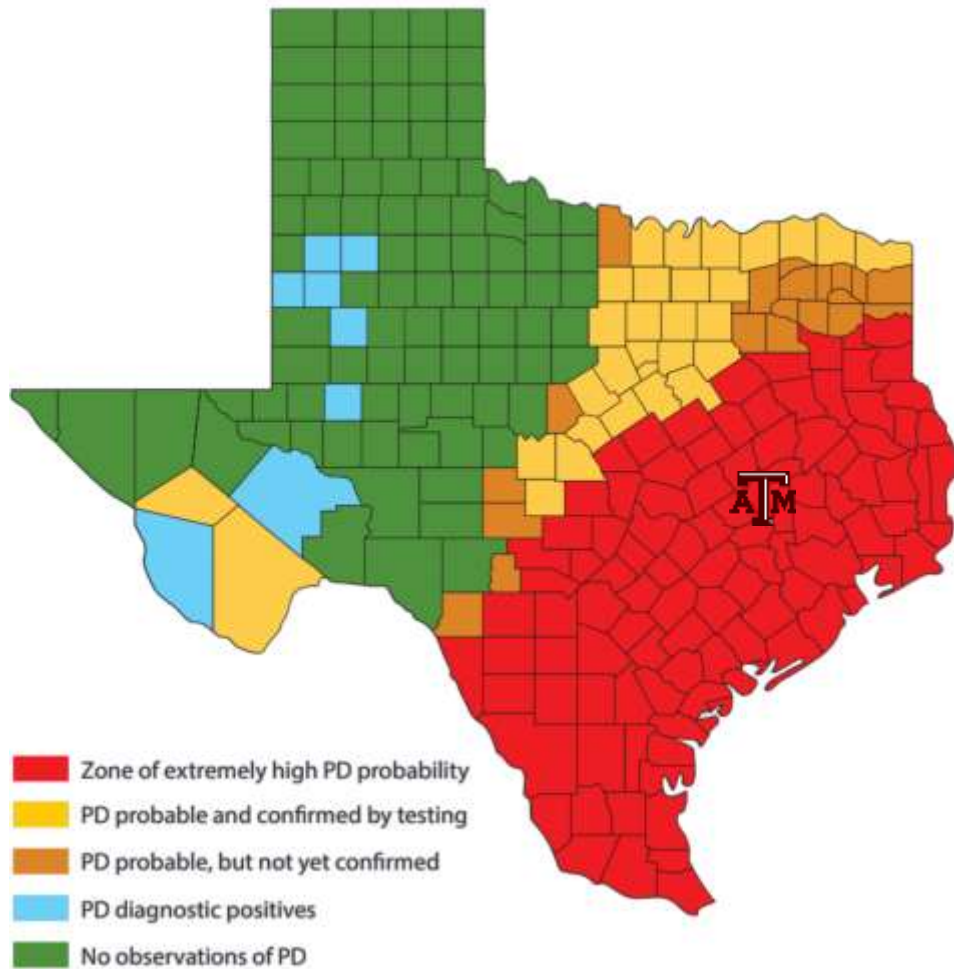 ATM
Zone of extremely high PD probability
PD probable and confirmed by testing
PD probable, but not yet confirmed
PD diagnostic positives
No observations of PD